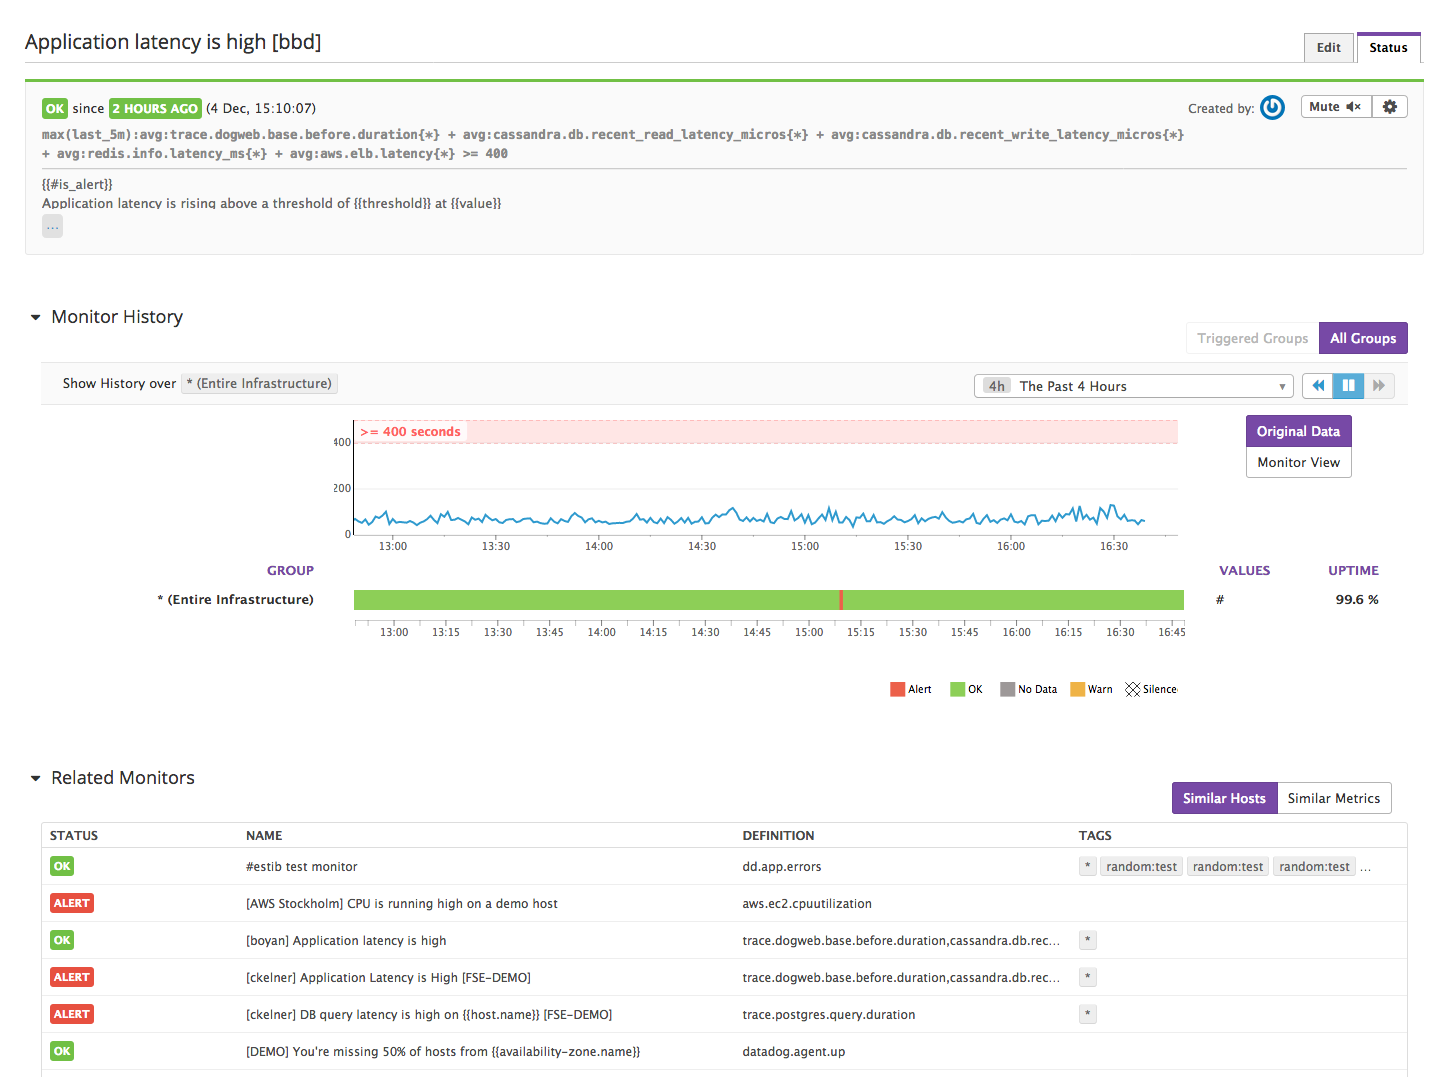 Application latency is high [bbd]
Edit
Status
OK since 2 HOURS AGO (4 Dec, 15:10:07)
Created by:
Mute
max(last_5m):avg:trace.dogweb.base.before.duration{*} + avg:cassandra.db.recent_read_latency_micros{*} + avg:cassandra.db.recent_write_latency_micros{*}
+ avg:redis.info.latency_ms{*} + avg:aws.elb.latency{*} >= 400
{{#is_alert}}
Application latency is rising above a threshold of {{threshold}} at {{value}}
...
Monitor History
Triggered Groups
All Groups
Show History over * (Entire Infrastructure)
4h The Past 4 Hours
>= 400 seconds
400
200
0
13:00 13:30 14:00 14:30 15:00 15:30 16:00 16:30
Original Data
Monitor View
GROUP VALUES UPTIME
* (Entire Infrastructure) # 99.6 %
13:00 13:15 13:30 13:45 14:00 14:15 14:30 14:45 15:00 15:15 15:30 15:45 16:00 16:15 16:30 16:45
Alert OK No Data Warn Silence
Related Monitors
Similar Hosts
Similar Metrics
STATUS NAME DEFINITION TAGS
OK #estib test monitor dd.app.errors * random:test random:test random:test ...
ALERT [AWS Stockholm] CPU is running high on a demo host aws.ec2.cpuutilization
OK [boyan] Application latency is high trace.dogweb.base.before.duration,cassandra.db.rec... *
ALERT [ckelner] Application Latency is High [FSE-DEMO] trace.dogweb.base.before.duration,cassandra.db.rec... *
ALERT [ckelner] DB query latency is high on {{host.name}} [FSE-DEMO] trace.postgres.query.duration *
OK [DEMO] You're missing 50% of hosts from {{availability-zone.name}} datadog.agent.up